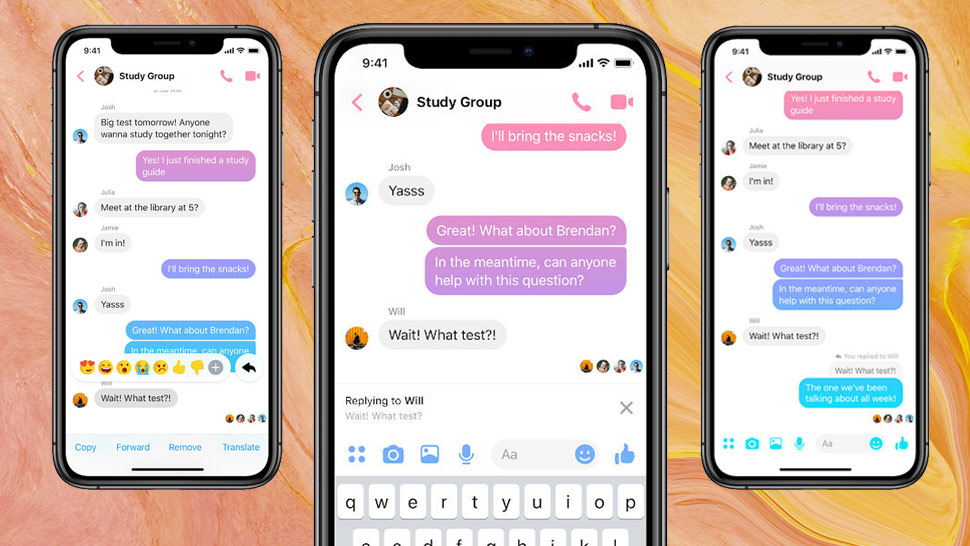 9:41
Study Group
Josh
Big test tomorrow! Anyone
wanna study together tonight?
Yes! I just finished a study
guide
Julia
Meet at the library at 5?
Jamie
I'm in!
I'll bring the snacks!
Josh
Yasss
Great! What about Brendan?
In the meantime, can anyone
Will
Wait! What test?!
Copy Forward Remove Translate
9:41
Study Group
I'll bring the snacks!
Josh
Yasss
Great! What about Brendan?
In the meantime, can anyone
help with this question?
Will
Wait! What test?!
Replying to Will
Wait! What test?
Aa
q w e r t y u i o p
9:41
Study Group
Yes! I just finished a study
guide
Julia
Meet at the library at 5?
Jamie
I'm in!
I'll bring the snacks!
Josh
Yasss
Great! What about Brendan?
In the meantime, can anyone
help with this question?
Will
Wait! What test?!
You replied to Will
Wait! What test?!
The one we've been
talking about all week!
Aa